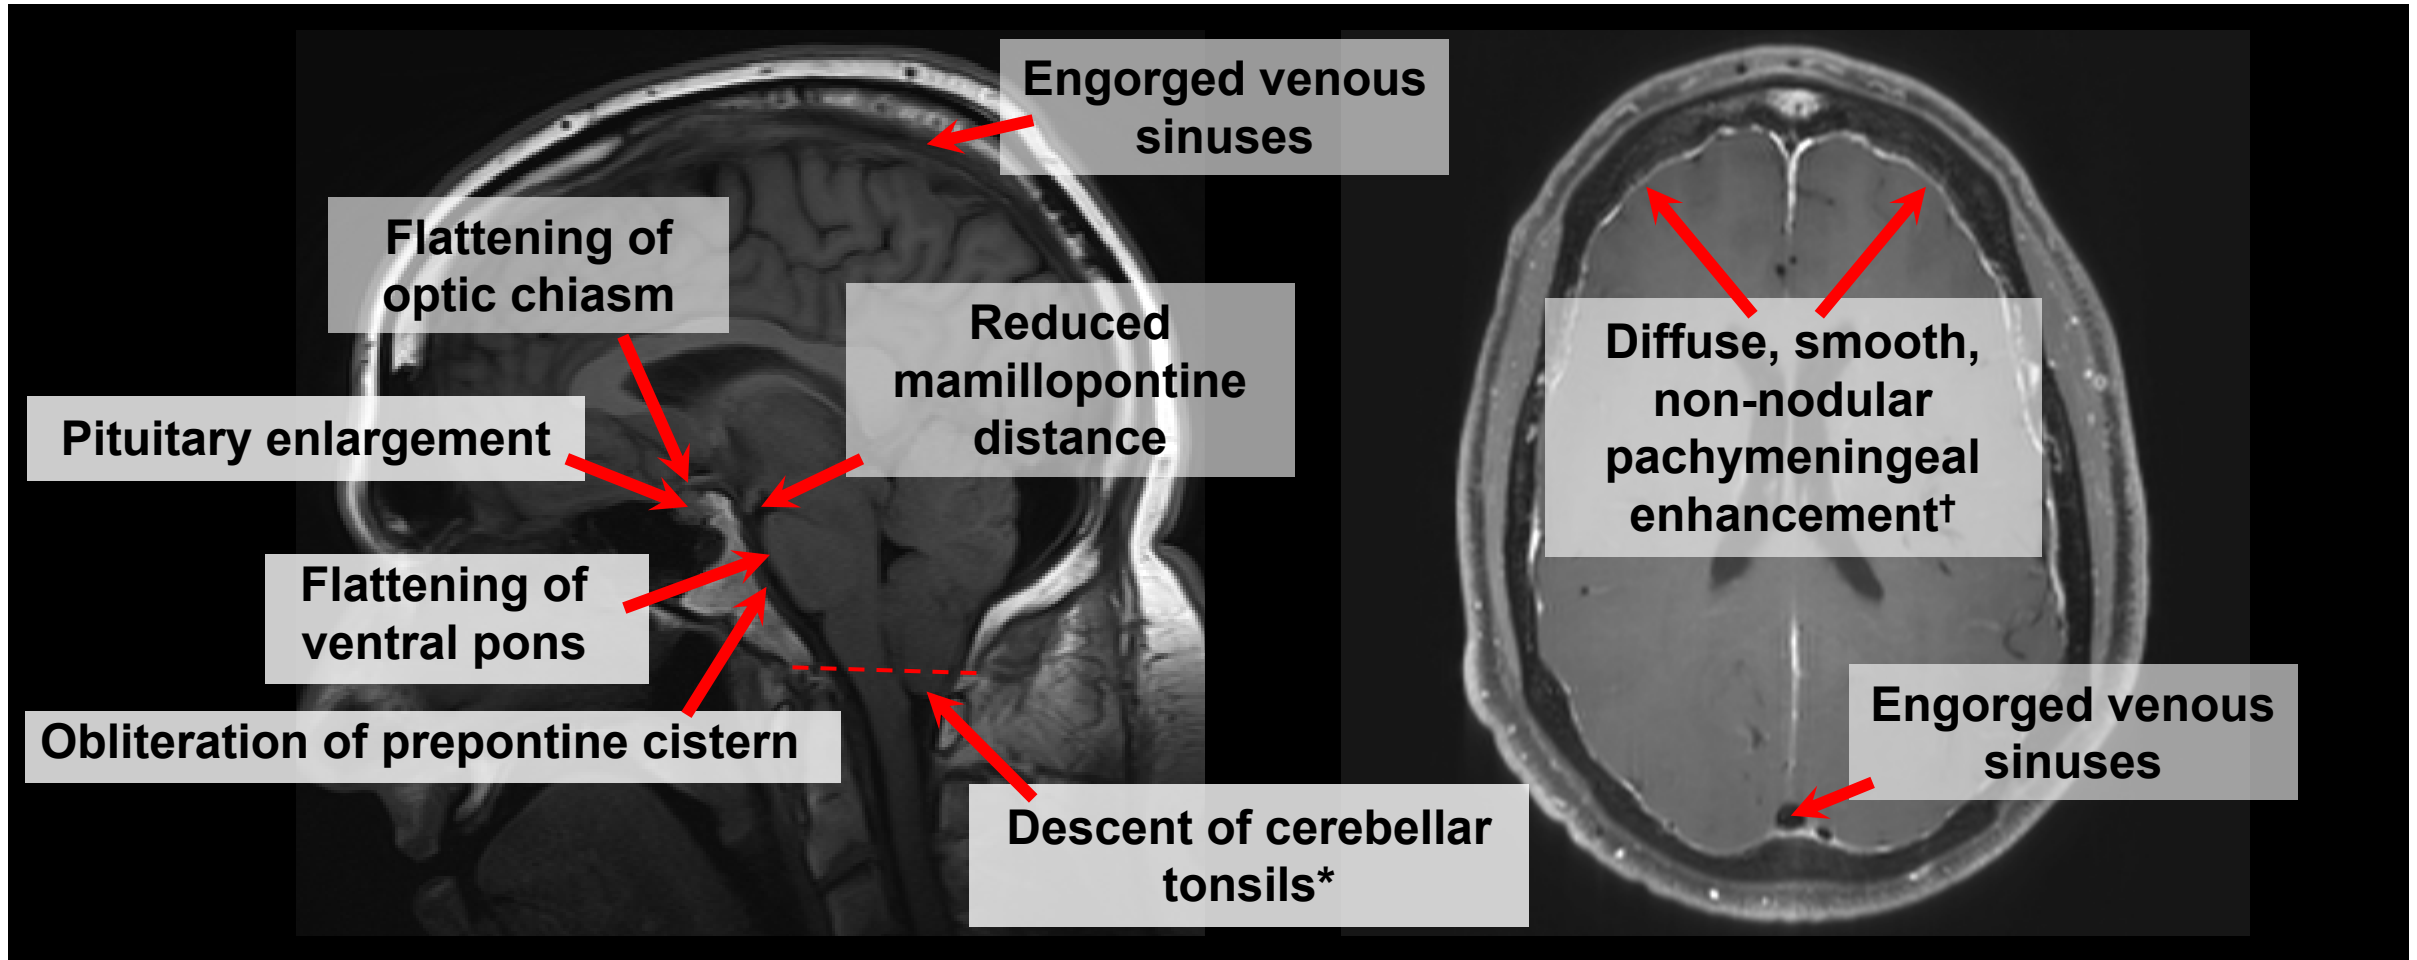 Engorged venous
sinuses
Flattening of
optic chiasm
Reduced
mamillopontine
distance
Pituitary enlargement
Flattening of
ventral pons
Obliteration of prepontine cistern
Descent of cerebellar
tonsils*
Diffuse, smooth,
non-nodular
pachymeningeal
enhancement†
Engorged venous
sinuses